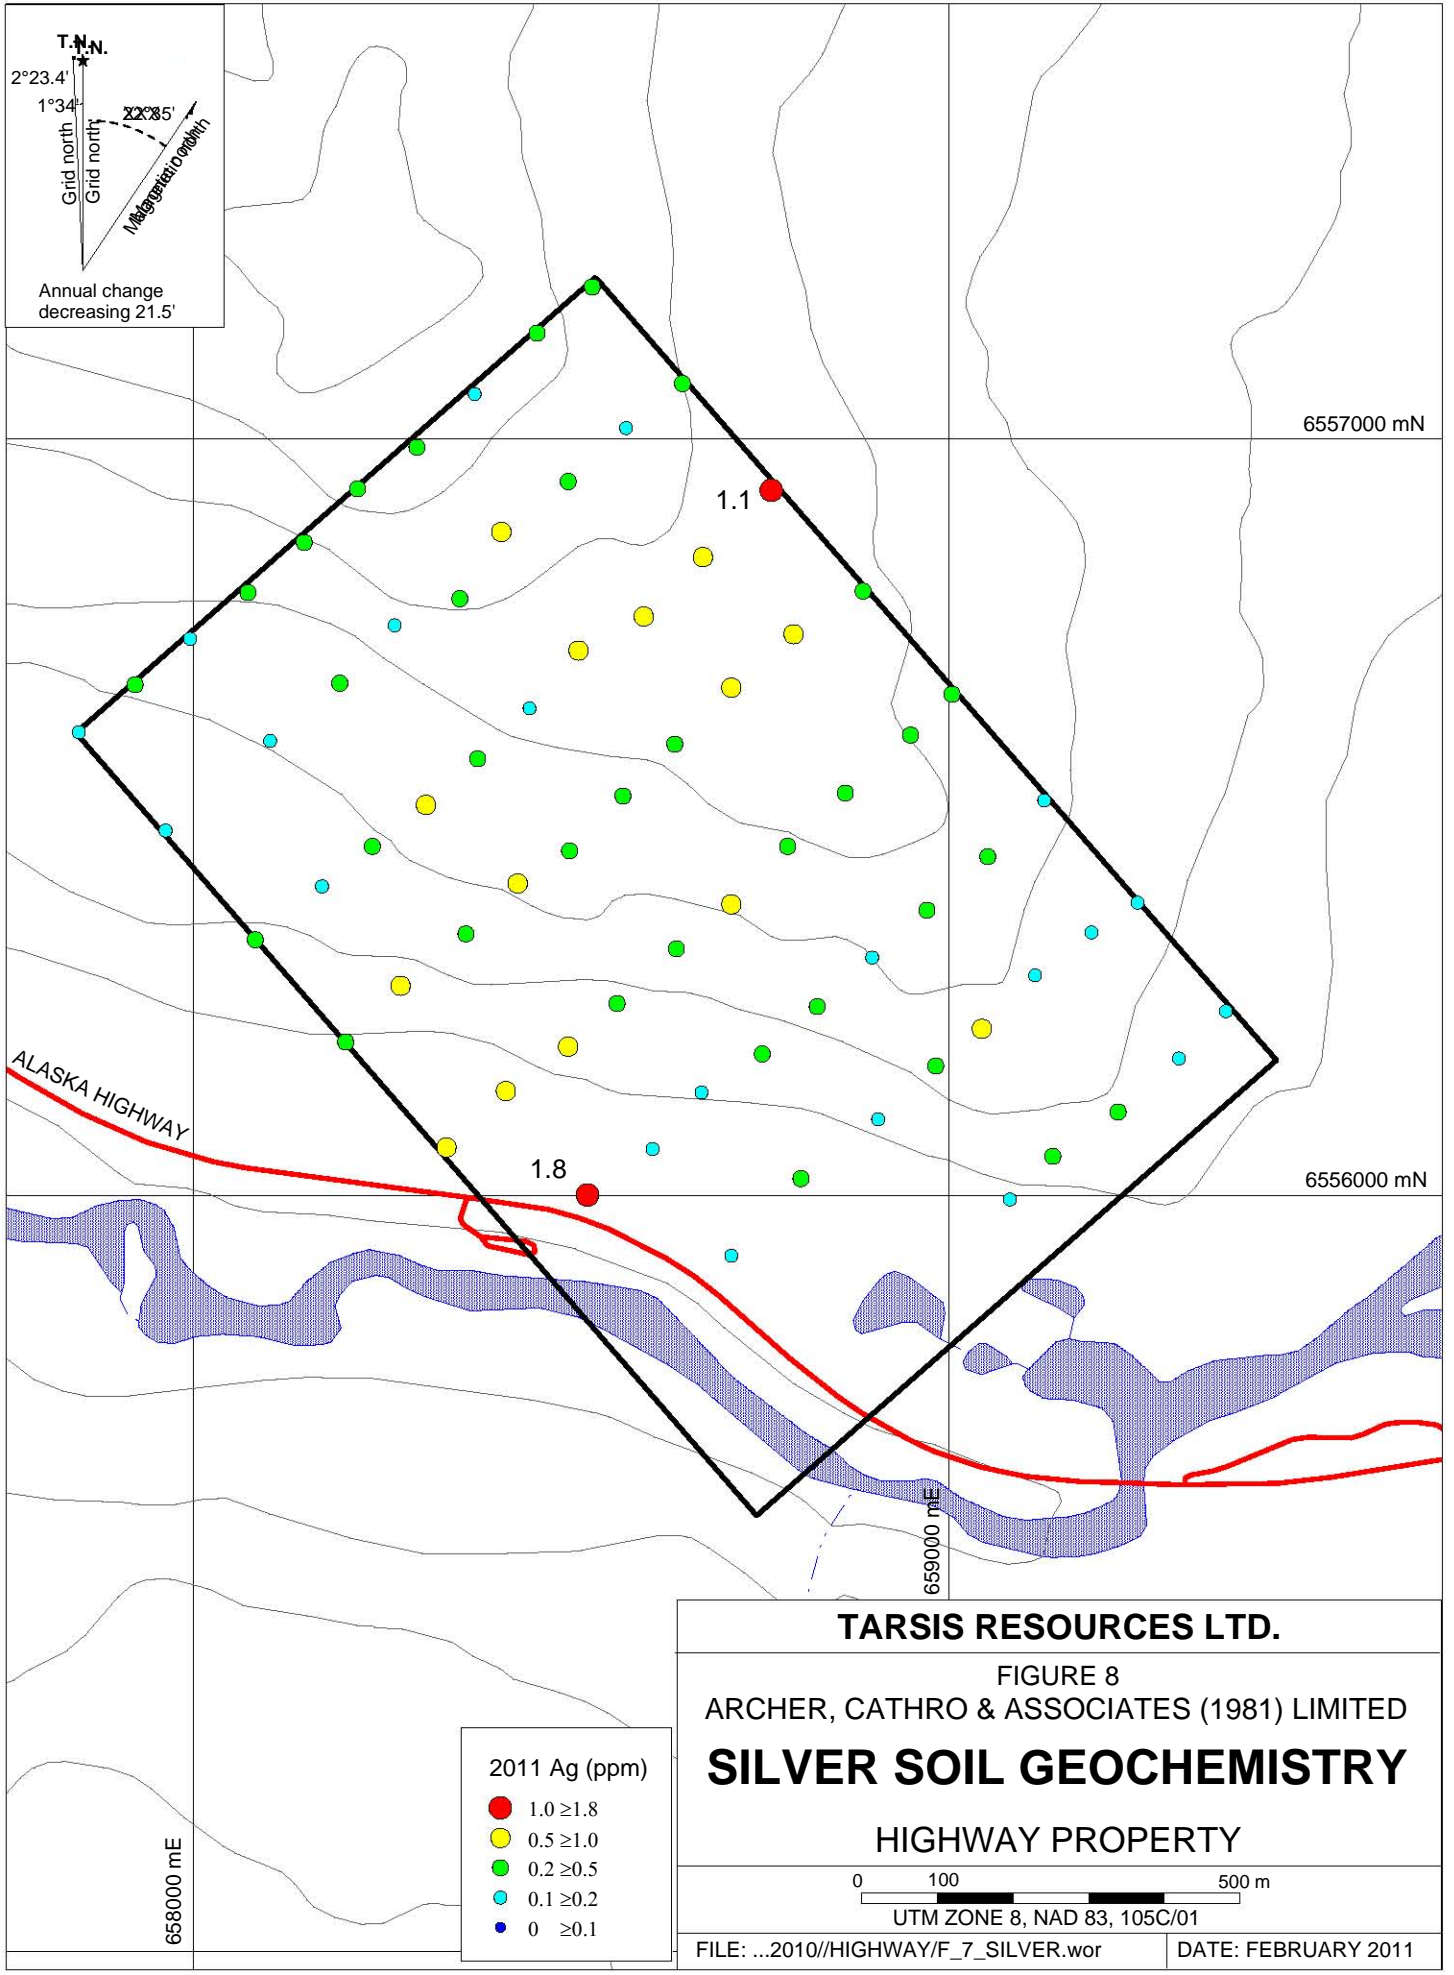 T.N.
T.N.
2°23.4'
1°34'
Grid north
Grid north
Magnetic north
Annual change
decreasing 21.5'
6557000 mN
1.1
ALASKA HIGHWAY
1.8
6556000 mN
659000 mE
658000 mE
2011 Ag (ppm)
1.0 ≥1.8
0.5 ≥1.0
0.2 ≥0.5
0.1 ≥0.2
0 ≥0.1
TARSIS RESOURCES LTD.
FIGURE 8
ARCHER, CATHRO & ASSOCIATES (1981) LIMITED
SILVER SOIL GEOCHEMISTRY
HIGHWAY PROPERTY
0 100 500 m
UTM ZONE 8, NAD 83, 105C/01
FILE: ...2010//HIGHWAY/F_7_SILVER.wor
DATE: FEBRUARY 2011